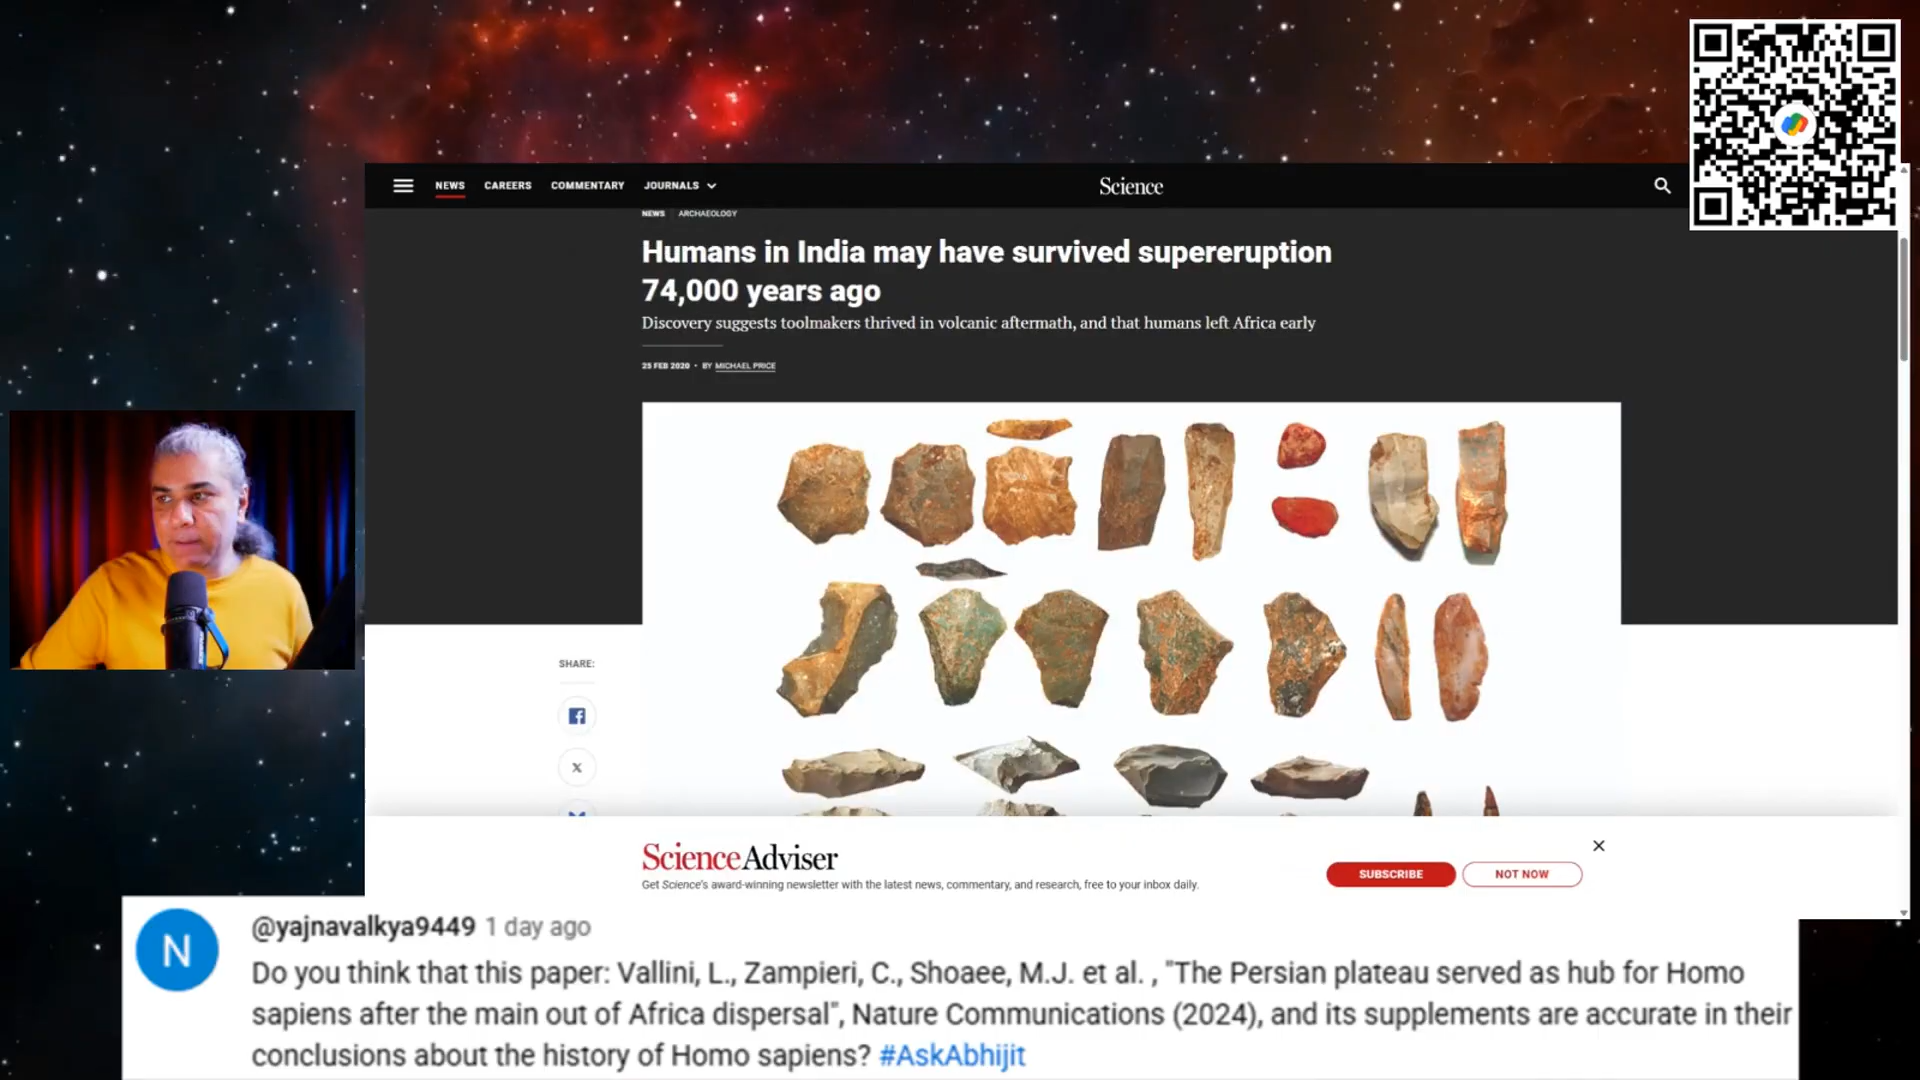 NEWS CAREERS COMMENTARY JOURNALS
Science
NEWS ARCHAEOLOGY
Humans in India may have survived supereruption
74,000 years ago
Discovery suggests toolmakers thrived in volcanic aftermath, and that humans left Africa early
25 FEB 2020 • BY MICHAEL PRICE
SHARE:
ScienceAdviser
Get Science's award-winning newsletter with the latest news, commentary, and research, free to your inbox daily.
SUBSCRIBE
NOT NOW
N
@yajnavalkya9449 1 day ago
Do you think that this paper: Vallini, L., Zampieri, C., Shoaee, M.J. et al. , "The Persian plateau served as hub for Homo
sapiens after the main out of Africa dispersal", Nature Communications (2024), and its supplements are accurate in their
conclusions about the history of Homo sapiens? #AskAbhijit